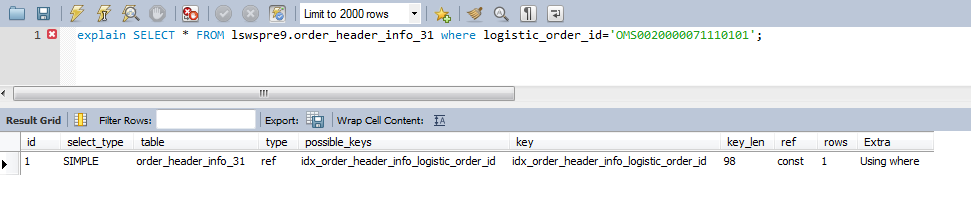 Limit to 2000 rows
1 explain SELECT * FROM lswspre9.order_header_info_31 where logistic_order_id='OMS0020000071110101';
Result Grid Filter Rows: Export: Wrap Cell Content:
id select_type table type possible_keys key key_len ref rows Extra
1 SIMPLE order_header_info_31 ref idx_order_header_info_logistic_order_id idx_order_header_info_logistic_order_id 98 const 1 Using where